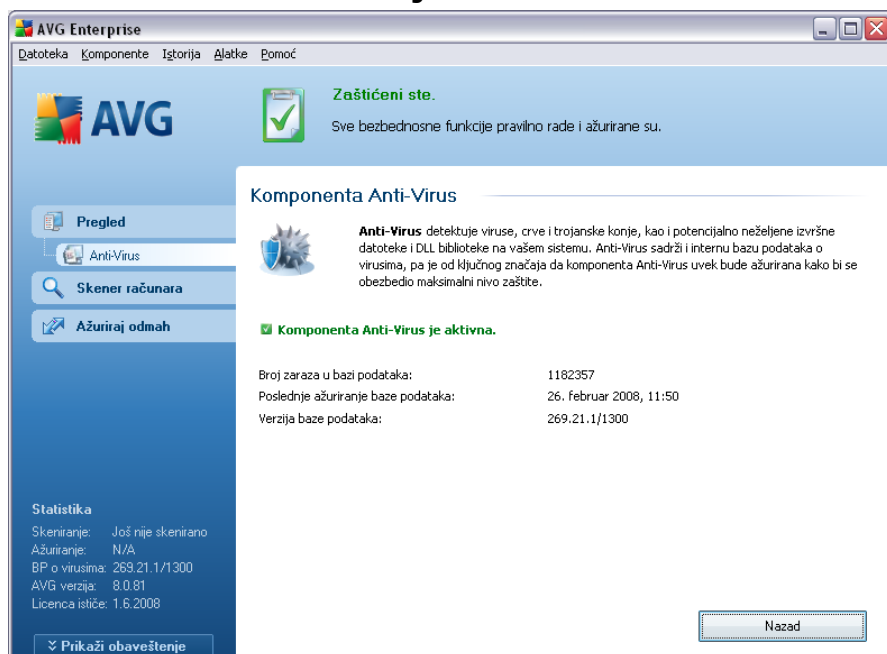 AVG Enterprise
Datoteka Komponente Istorija Alatke Pomoć
AVG
Zaštićeni ste.
Sve bezbednosne funkcije pravilno rade i ažurirane su.
Pregled
Anti-Virus
Skener računara
Ažuriraj odmah
Komponenta Anti-Virus
Anti-Virus detektuje viruse, crve i trojanske konje, kao i potencijalno neželjene izvršne
datoteke i DLL biblioteke na vašem sistemu. Anti-Virus sadrži i internu bazu podataka o
virusima, pa je od ključnog značaja da komponenta Anti-Virus uvek bude ažurirana kako bi se
obezbedio maksimalni nivo zaštite.
Komponenta Anti-Virus je aktivna.
Broj zaraza u bazi podataka: 1182357
Poslednje ažuriranje baze podataka: 26. februar 2008, 11:50
Verzija baze podataka: 269.21.1/1300
Statistika
Skeniranje: Još nije skenirano
Ažuriranje: N/A
BP o virusima: 269.21.1/1300
AVG verzija: 8.0.81
Licenca ističe: 1.6.2008
Prikaži obaveštenje
Nazad